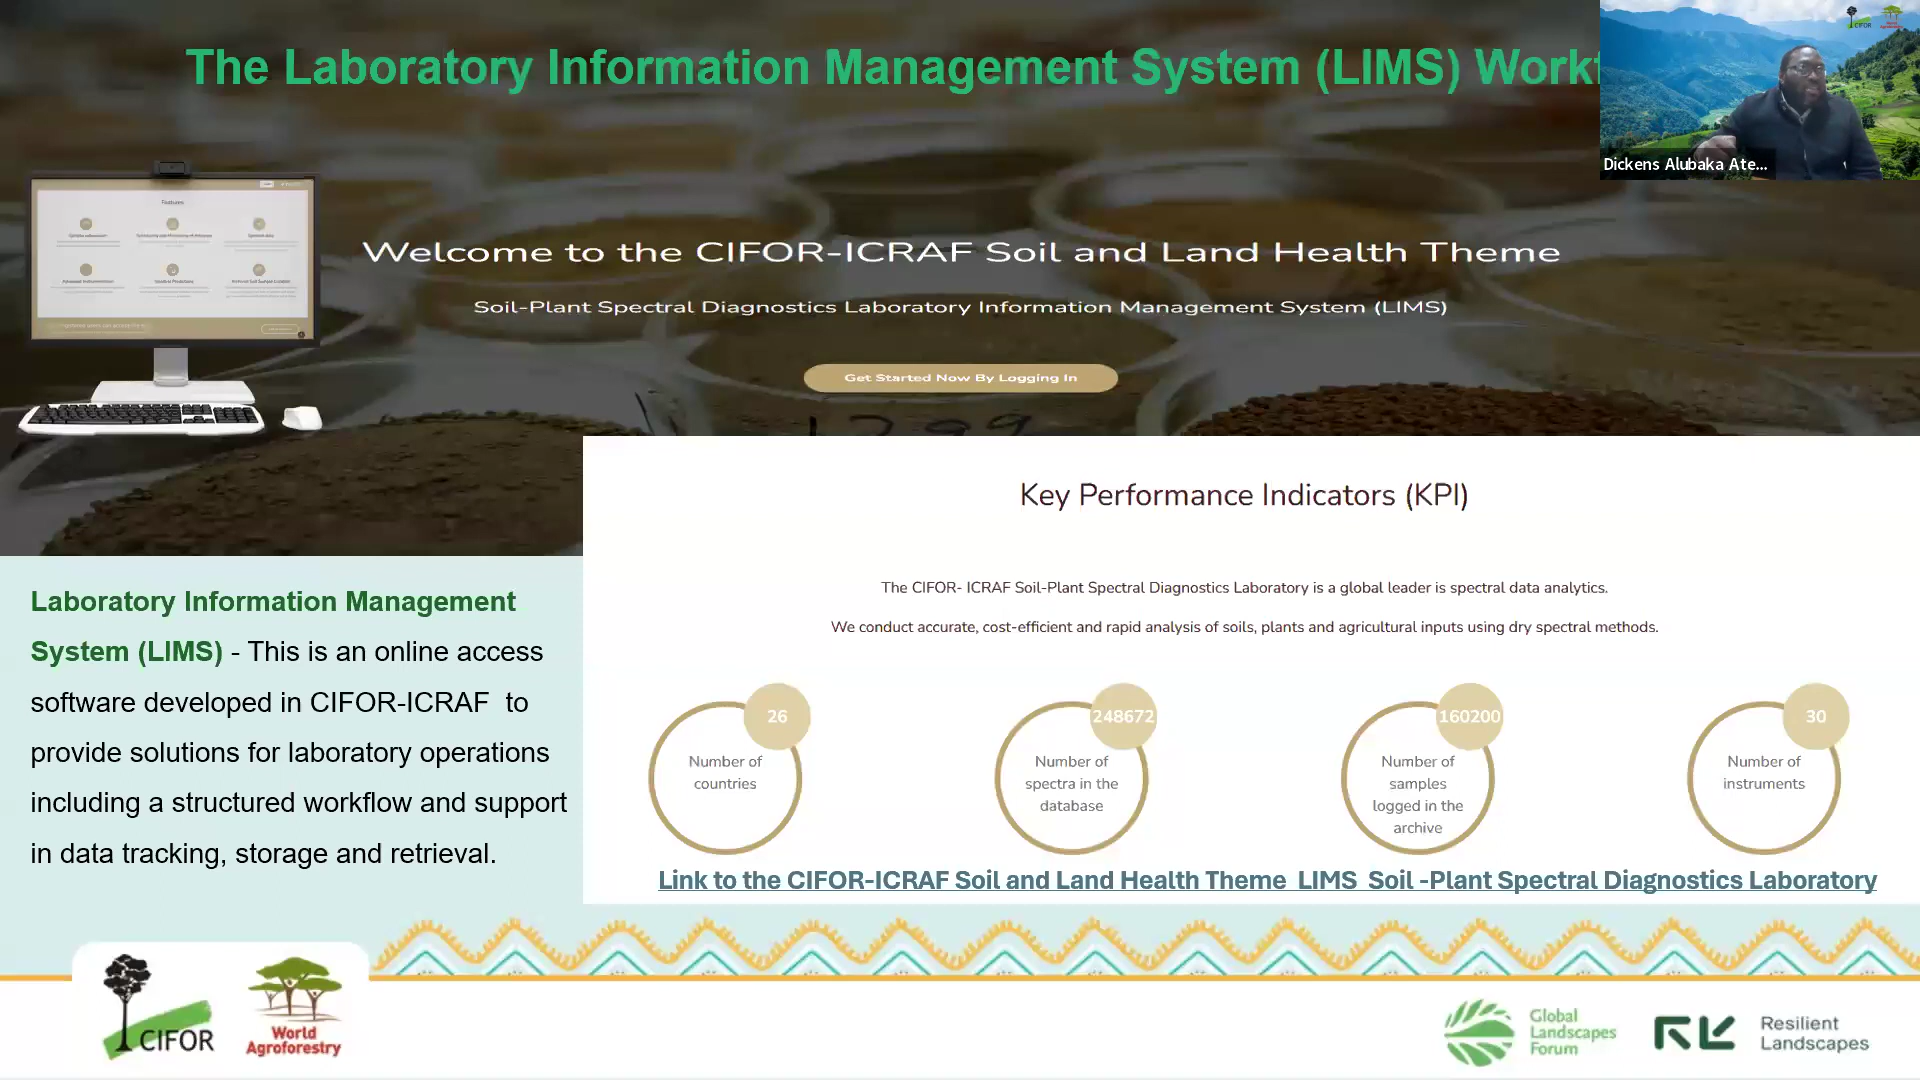 The Laboratory Information Management System (LIMS)
CIFOR
World
Agroforestry
Dickens Alubaka Ate...
Features
Welcome to the CIFOR-ICRAF Soil and Land Health Theme
Soil-Plant Spectral Diagnostics Laboratory Information Management System (LIMS)
Get Started Now By Logging In
1299
Key Performance Indicators (KPI)
The CIFOR- ICRAF Soil-Plant Spectral Diagnostics Laboratory is a global leader is spectral data analytics.
We conduct accurate, cost-efficient and rapid analysis of soils, plants and agricultural inputs using dry spectral methods.
26
Number of
countries
248672
Number of
spectra in the
database
160200
Number of
samples
logged in the
archive
30
Number of
instruments
Link to the CIFOR-ICRAF Soil and Land Health Theme LIMS Soil -Plant Spectral Diagnostics Laboratory
Laboratory Information Management
System (LIMS) - This is an online access
software developed in CIFOR-ICRAF to
provide solutions for laboratory operations
including a structured workflow and support
in data tracking, storage and retrieval.
CIFOR
World
Agroforestry
Global
Landscapes
Forum
Resilient
Landscapes